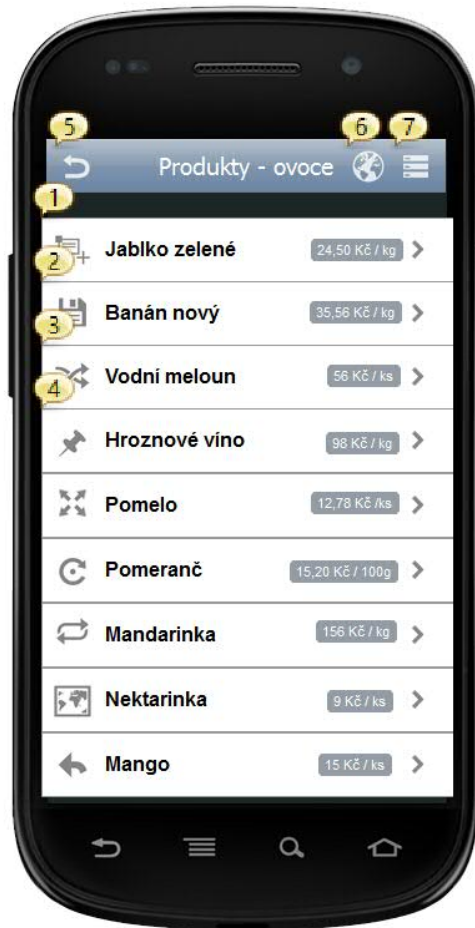 5 6 7
Produkty - ovoce
1
Jablko zelené 24,50 Kč / kg
2
Banán nový 35,56 Kč / kg
3
Vodní meloun 56 Kč / ks
4
Hroznové víno 98 Kč / kg
Pomelo 12,78 Kč /ks
Pomeranč 15,20 Kč / 100g
Mandarinka 156 Kč / kg
Nektarinka 9 Kč / ks
Mango 15 Kč / ks